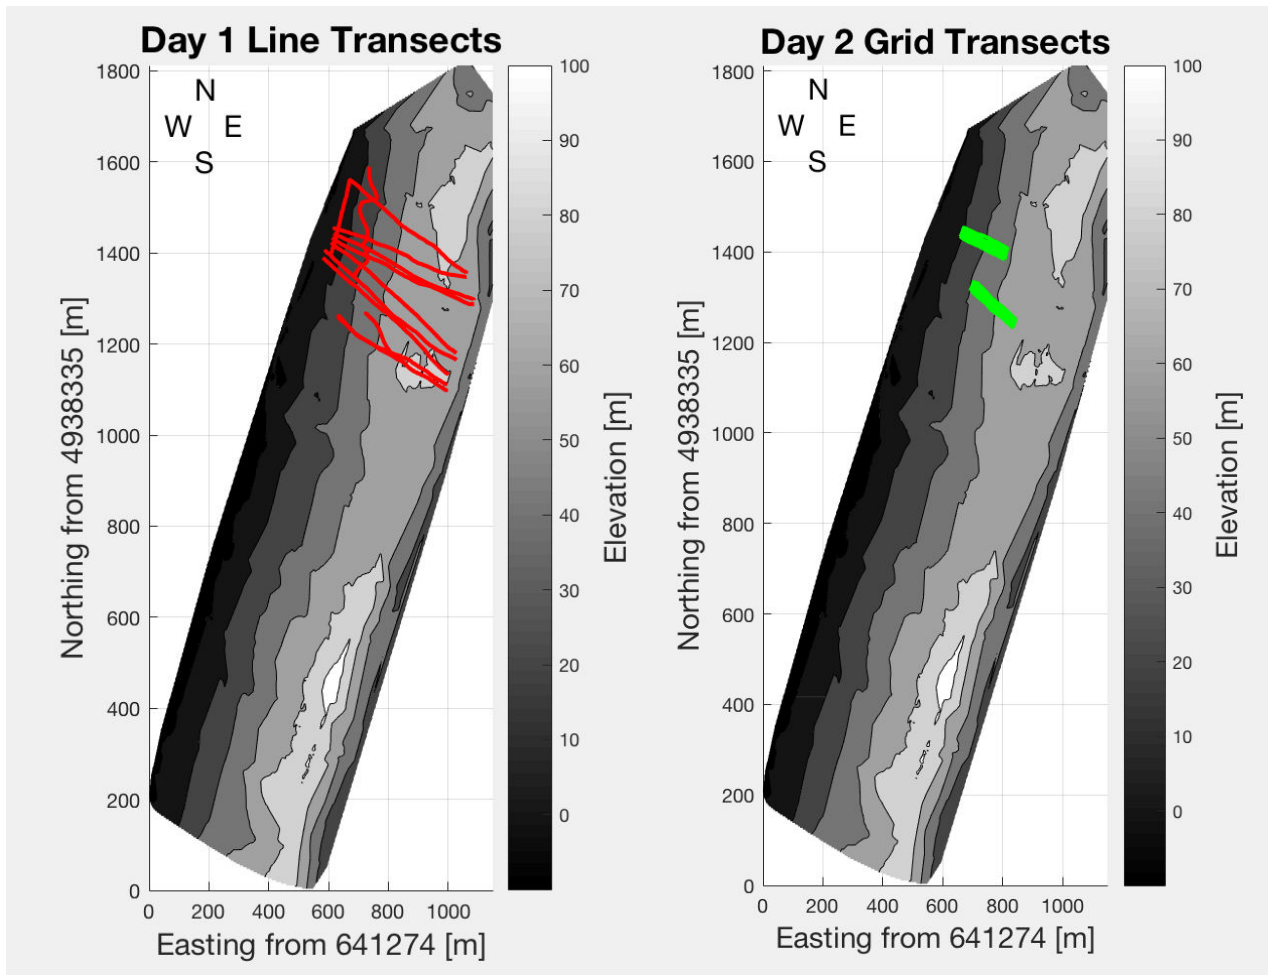 Day 1 Line Transects
N
W E
S
1800
1600
1400
1200
1000
800
600
400
200
0
0 200 400 600 800 1000
Easting from 641274 [m]
Northing from 4938335 [m]
100
90
80
70
60
50
40
30
20
10
0
Elevation [m]
Day 2 Grid Transects
N
W E
S
1800
1600
1400
1200
1000
800
600
400
200
0
0 200 400 600 800 1000
Easting from 641274 [m]
Northing from 4938335 [m]
100
90
80
70
60
50
40
30
20
10
0
Elevation [m]